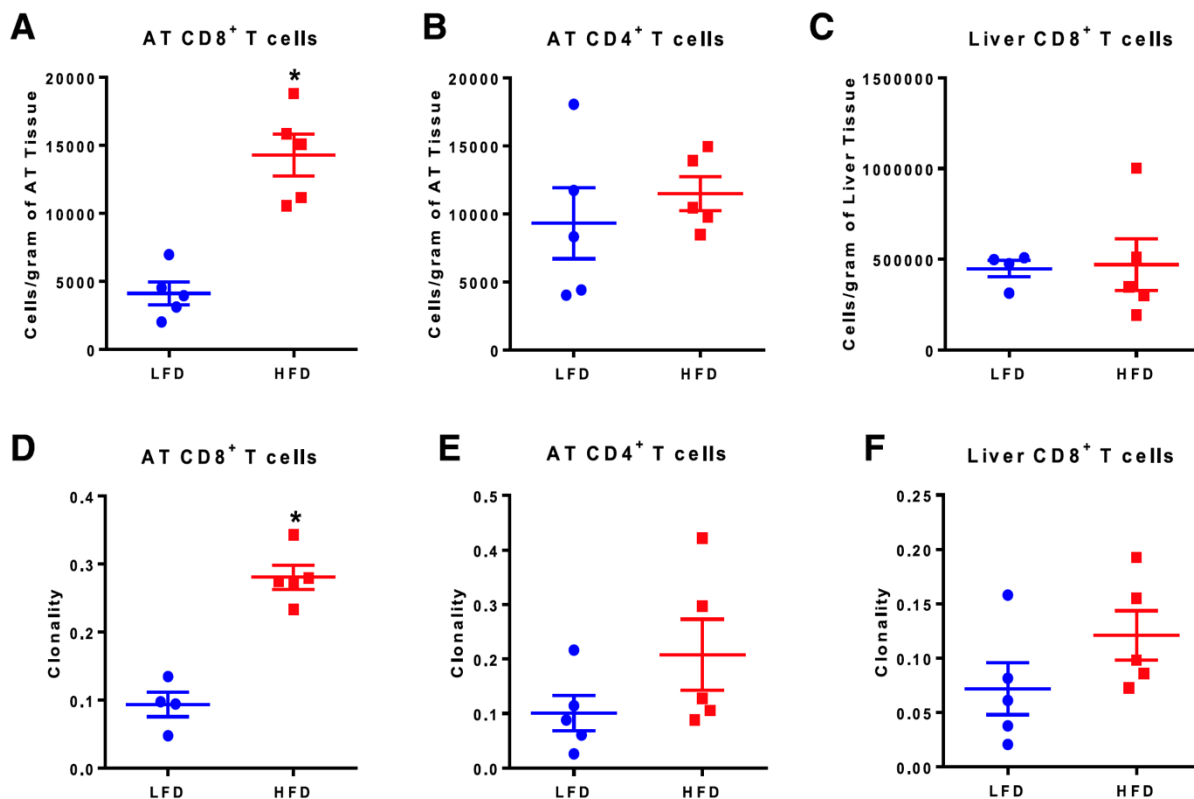 A
AT CD8+ T cells
*
Cells/gram of AT Tissue
20000
15000
10000
5000
0
LFD HFD
B
AT CD4+ T cells
Cells/gram of AT Tissue
20000
15000
10000
5000
0
LFD HFD
C
Liver CD8+ T cells
Cells/gram of Liver Tissue
1500000
1000000
500000
0
LFD HFD
D
AT CD8+ T cells
*
Clonality
0.4
0.3
0.2
0.1
0.0
LFD HFD
E
AT CD4+ T cells
Clonality
0.5
0.4
0.3
0.2
0.1
0.0
LFD HFD
F
Liver CD8+ T cells
Clonality
0.25
0.20
0.15
0.10
0.05
0.00
LFD HFD